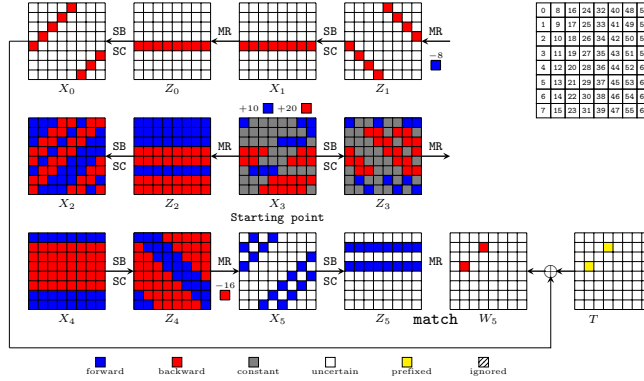 SB SC MR MR SB SC MR
−8
X₀ Z₀ X₁ Z₁
0 8 16 24 32 40 48
1 9 17 25 33 41 49
2 10 18 26 34 42 50
3 11 19 27 35 43 51
4 12 20 28 36 44 52
5 13 21 29 37 45 53
6 14 22 30 38 46 54
7 15 23 31 39 47 55
+10 +20
SB SC MR SB SC MR
X₂ Z₂ X₃ Z₃
Starting point
SB SC MR SB SC MR
−16
X₄ Z₄ X₅ Z₅ match W₅ T
forward backward constant uncertain prefixed ignored